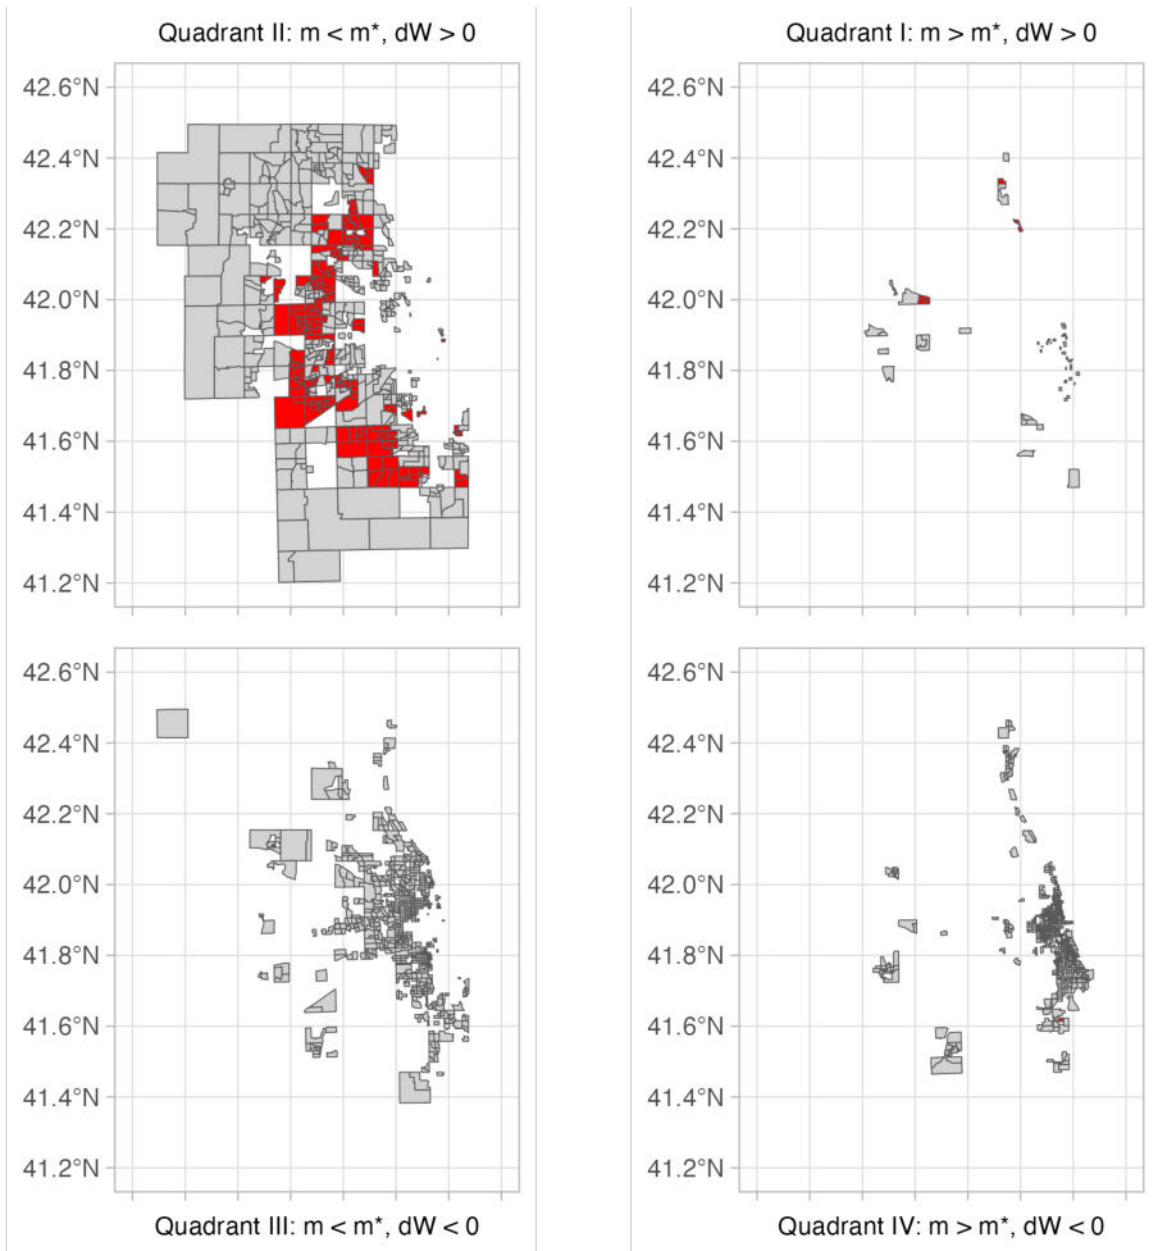 Quadrant II: m < m*, dW > 0
Quadrant I: m > m*, dW > 0
42.6°N
42.4°N
42.2°N
42.0°N
41.8°N
41.6°N
41.4°N
41.2°N
42.6°N
42.4°N
42.2°N
42.0°N
41.8°N
41.6°N
41.4°N
41.2°N
42.6°N
42.4°N
42.2°N
42.0°N
41.8°N
41.6°N
41.4°N
41.2°N
42.6°N
42.4°N
42.2°N
42.0°N
41.8°N
41.6°N
41.4°N
41.2°N
Quadrant III: m < m*, dW < 0
Quadrant IV: m > m*, dW < 0